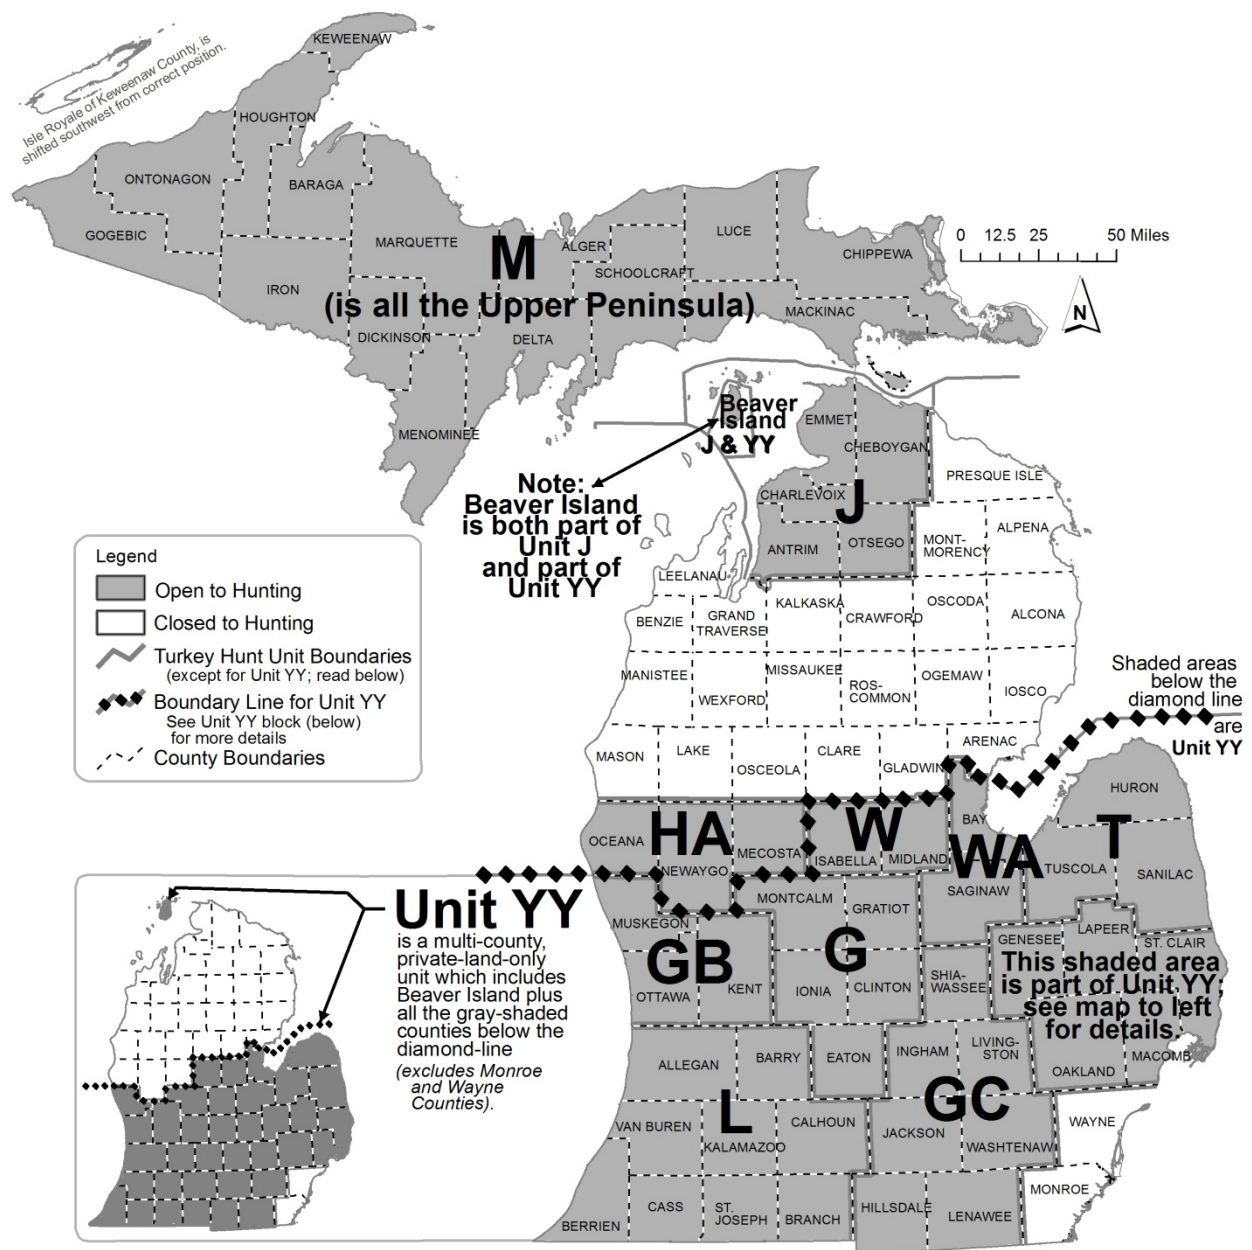 Isle Royale of Keweenaw County, is
shifted southwest from correct position.
KEWEENAW
HOUGHTON
ONTONAGON
BARAGA
GOGEBIC
MARQUETTE
ALGER
LUCE
CHIPPEWA
SCHOOLCRAFT
IRON
M
(is all the Upper Peninsula)
MACKINAC
DICKINSON
DELTA
MENOMINEE
0 12.5 25 50 Miles
N
Beaver
Island
J & YY
Note:
Beaver Island
is both part of
Unit J
and part of
Unit YY
EMMET
CHEBOYGAN
PRESQUE ISLE
CHARLEVOIX
J
ANTRIM
OTSEGO
MONT-
MORENCY
ALPENA
LEELANAU
BENZIE
GRAND
TRAVERSE
KALKASKA
CRAWFORD
OSCODA
ALCONA
MANISTEE
WEXFORD
MISSAUKEE
ROS-
COMMON
OGEMAW
IOSCO
MASON
LAKE
OSCEOLA
CLARE
GLADWIN
ARENAC
Legend
Open to Hunting
Closed to Hunting
Turkey Hunt Unit Boundaries
(except for Unit YY; read below)
Boundary Line for Unit YY
See Unit YY block (below)
for more details
County Boundaries
Shaded areas
below the
diamond line
are
Unit YY
OCEANA
HA
NEWAYGO
MECOSTA
W
ISABELLA
MIDLAND
BAY
WA
SAGINAW
HURON
T
TUSCOLA
SANILAC
MUSKEGON
GB
OTTAWA
KENT
MONTCALM
GRATIOT
G
IONIA
CLINTON
SHIA-
WASSEE
GENESEE
LAPEER
ST. CLAIR
This shaded area
is part of Unit YY;
see map to left
for details.
MACOMB
OAKLAND
ALLEGAN
BARRY
EATON
INGHAM
LIVING-
STON
L
GC
VAN BUREN
KALAMAZOO
CALHOUN
JACKSON
WASHTENAW
WAYNE
BERRIEN
CASS
ST.
JOSEPH
BRANCH
HILLSDALE
LENAWEE
MONROE
Unit YY
is a multi-county,
private-land-only
unit which includes
Beaver Island plus
all the gray-shaded
counties below the
diamond-line
(excludes Monroe
and Wayne
Counties).